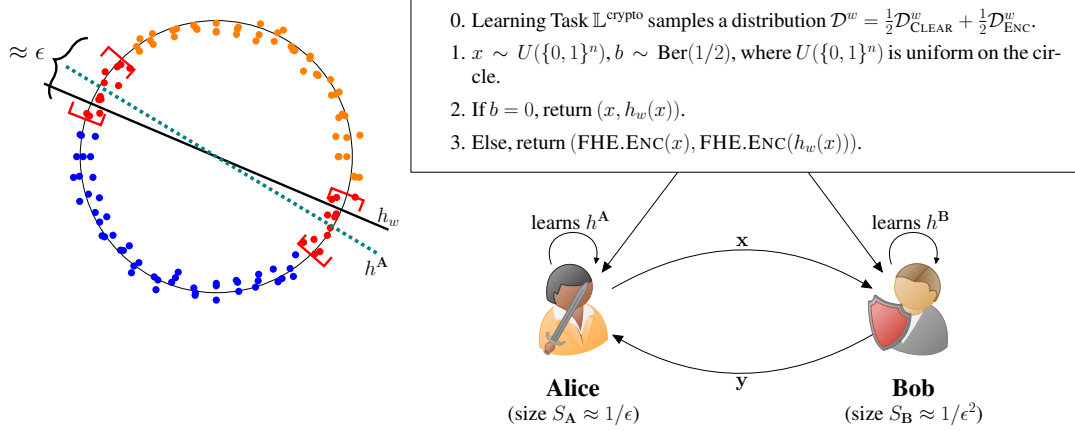 ≈ ϵ
h_w
h^A
0. Learning Task 𝕃^crypto samples a distribution 𝒟^w = ½𝒟^w_CLEAR + ½𝒟^w_ENC.
1. x ∼ U({0, 1}^n), b ∼ Ber(1/2), where U({0, 1}^n) is uniform on the cir-
cle.
2. If b = 0, return (x, h_w(x)).
3. Else, return (FHE.ENC(x), FHE.ENC(h_w(x))).
learns h^A
learns h^B
x
y
Alice
(size S_A ≈ 1/ϵ)
Bob
(size S_B ≈ 1/ϵ^2)